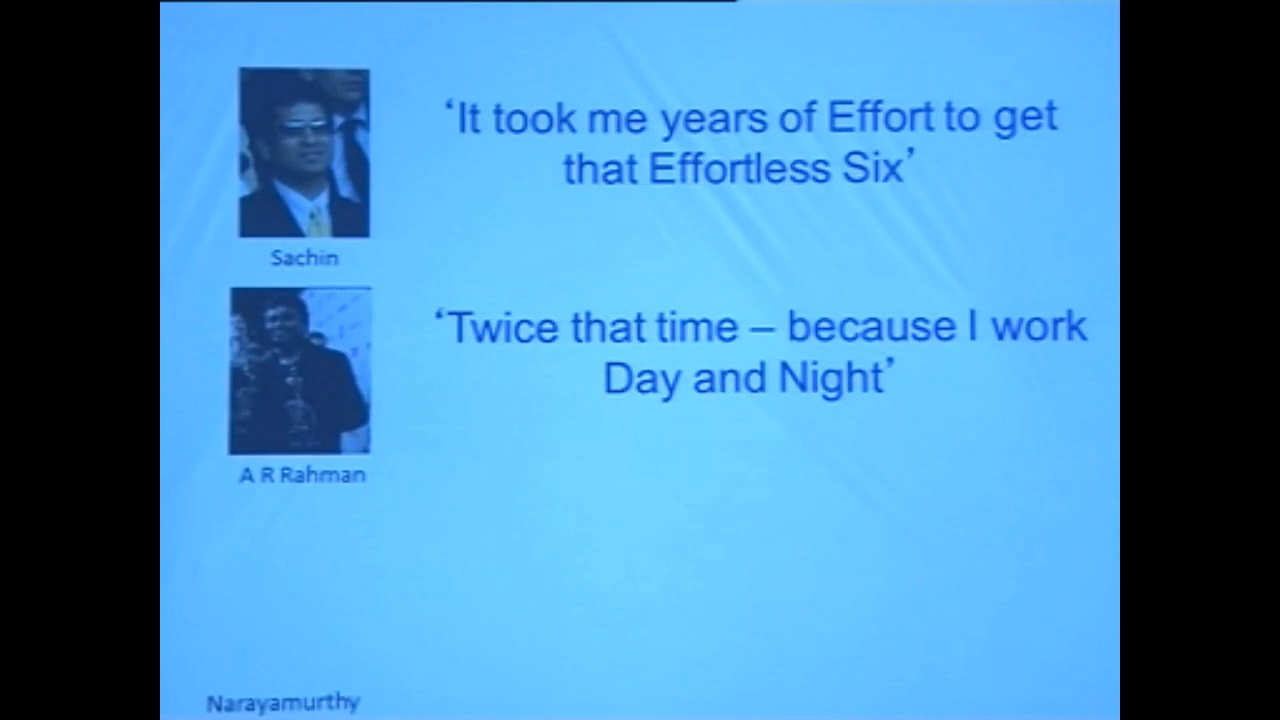 ‘It took me years of Effort to get
that Effortless Six’
Sachin
‘Twice that time – because I work
Day and Night’
A R Rahman
Narayamurthy